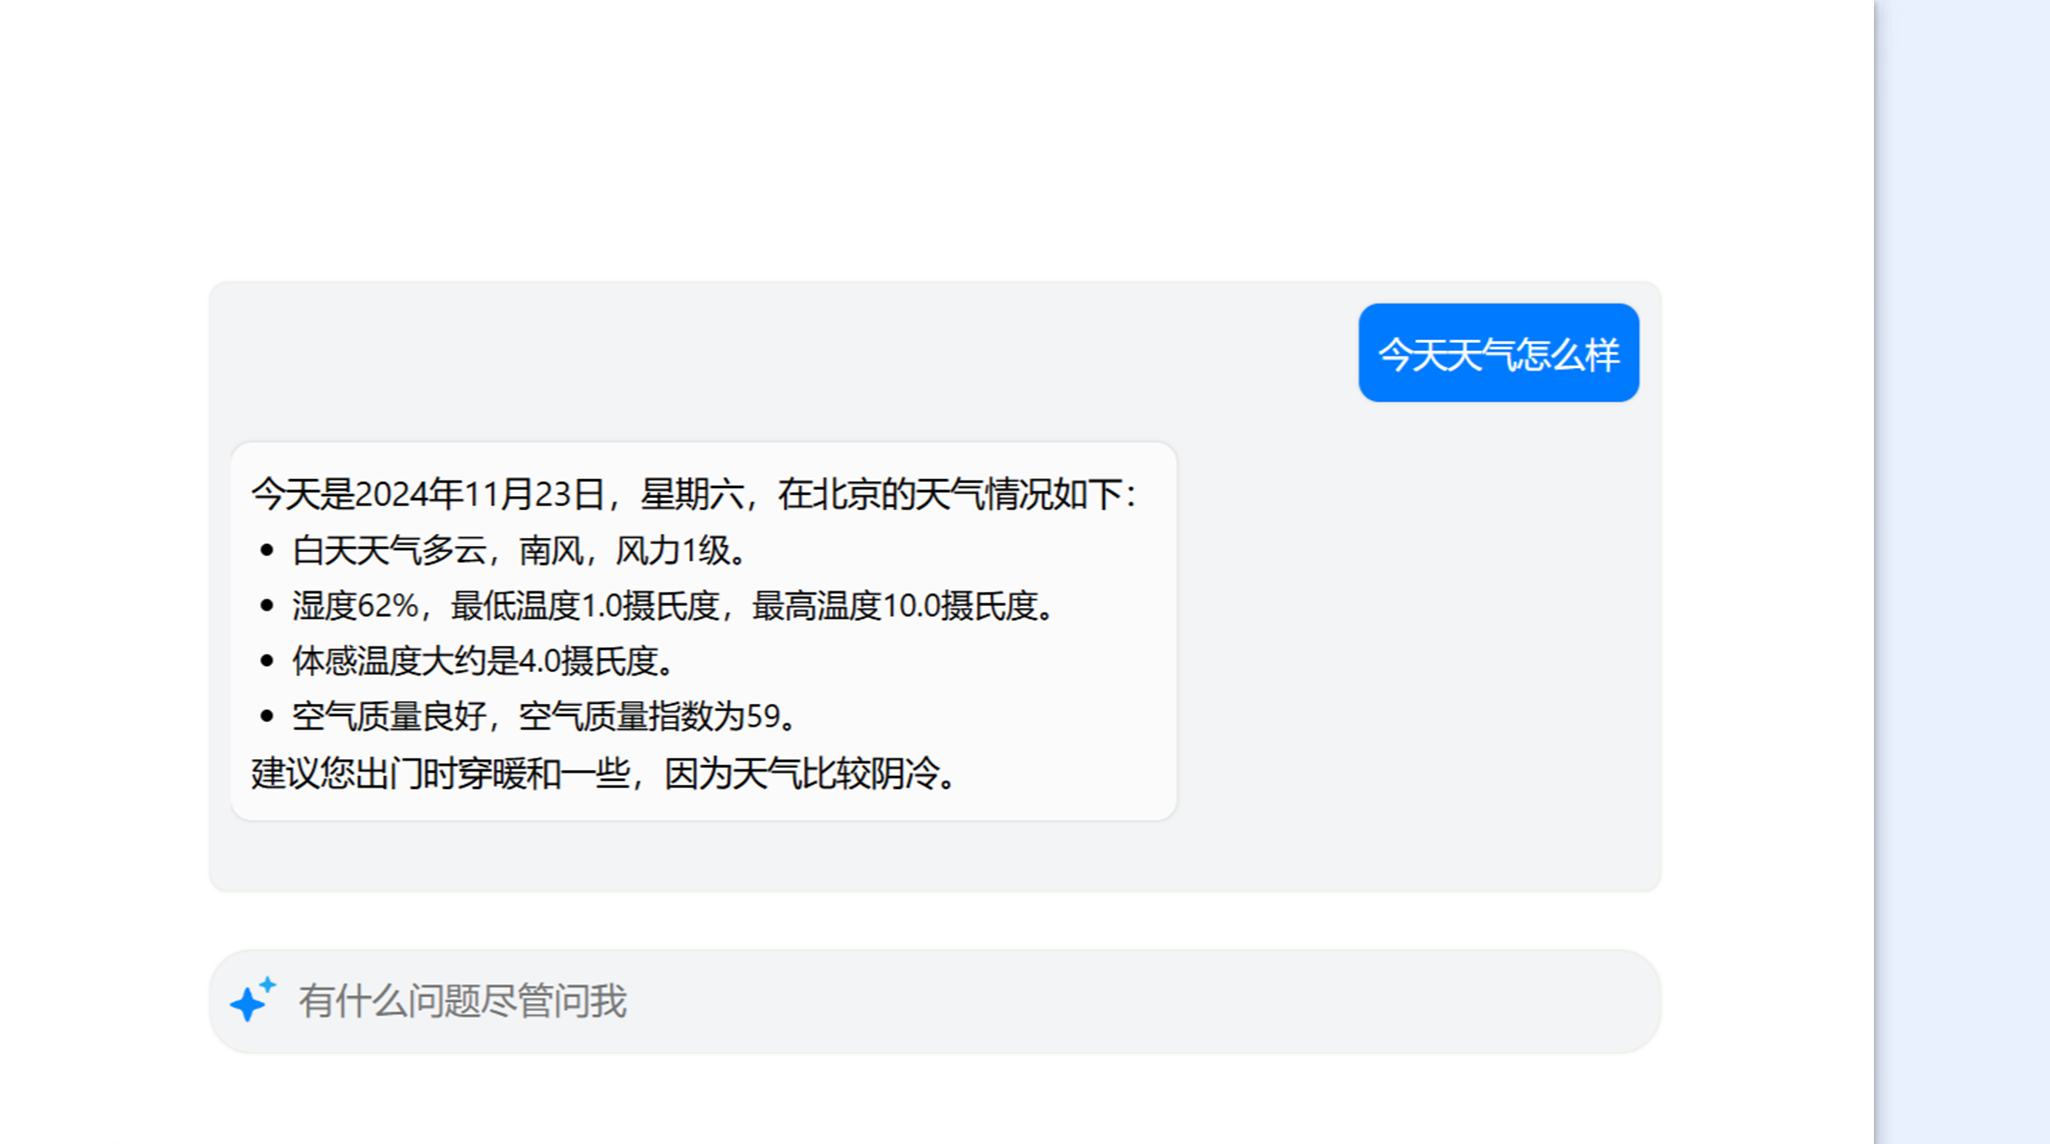 今天天气怎么样
今天是2024年11月23日，星期六，在北京的天气情况如下：
• 白天天气多云，南风，风力1级。
• 湿度62%，最低温度1.0摄氏度，最高温度10.0摄氏度。
• 体感温度大约是4.0摄氏度。
• 空气质量良好，空气质量指数为59。
建议您出门时穿暖和一些，因为天气比较阴冷。
有什么问题尽管问我